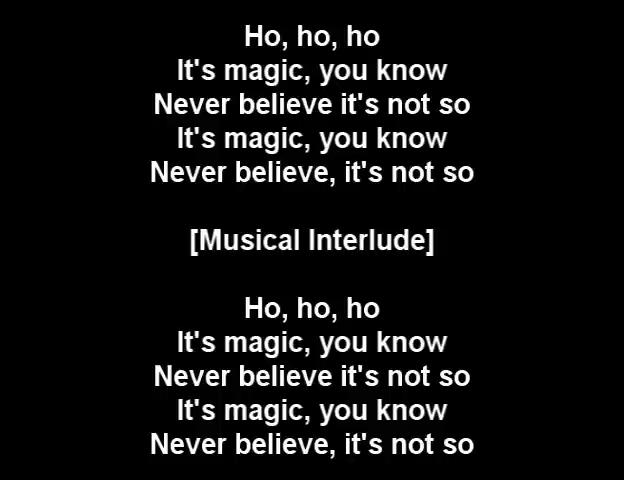 Ho, ho, ho
It's magic, you know
Never believe it's not so
It's magic, you know
Never believe, it's not so
[Musical Interlude]
Ho, ho, ho
It's magic, you know
Never believe it's not so
It's magic, you know
Never believe, it's not so